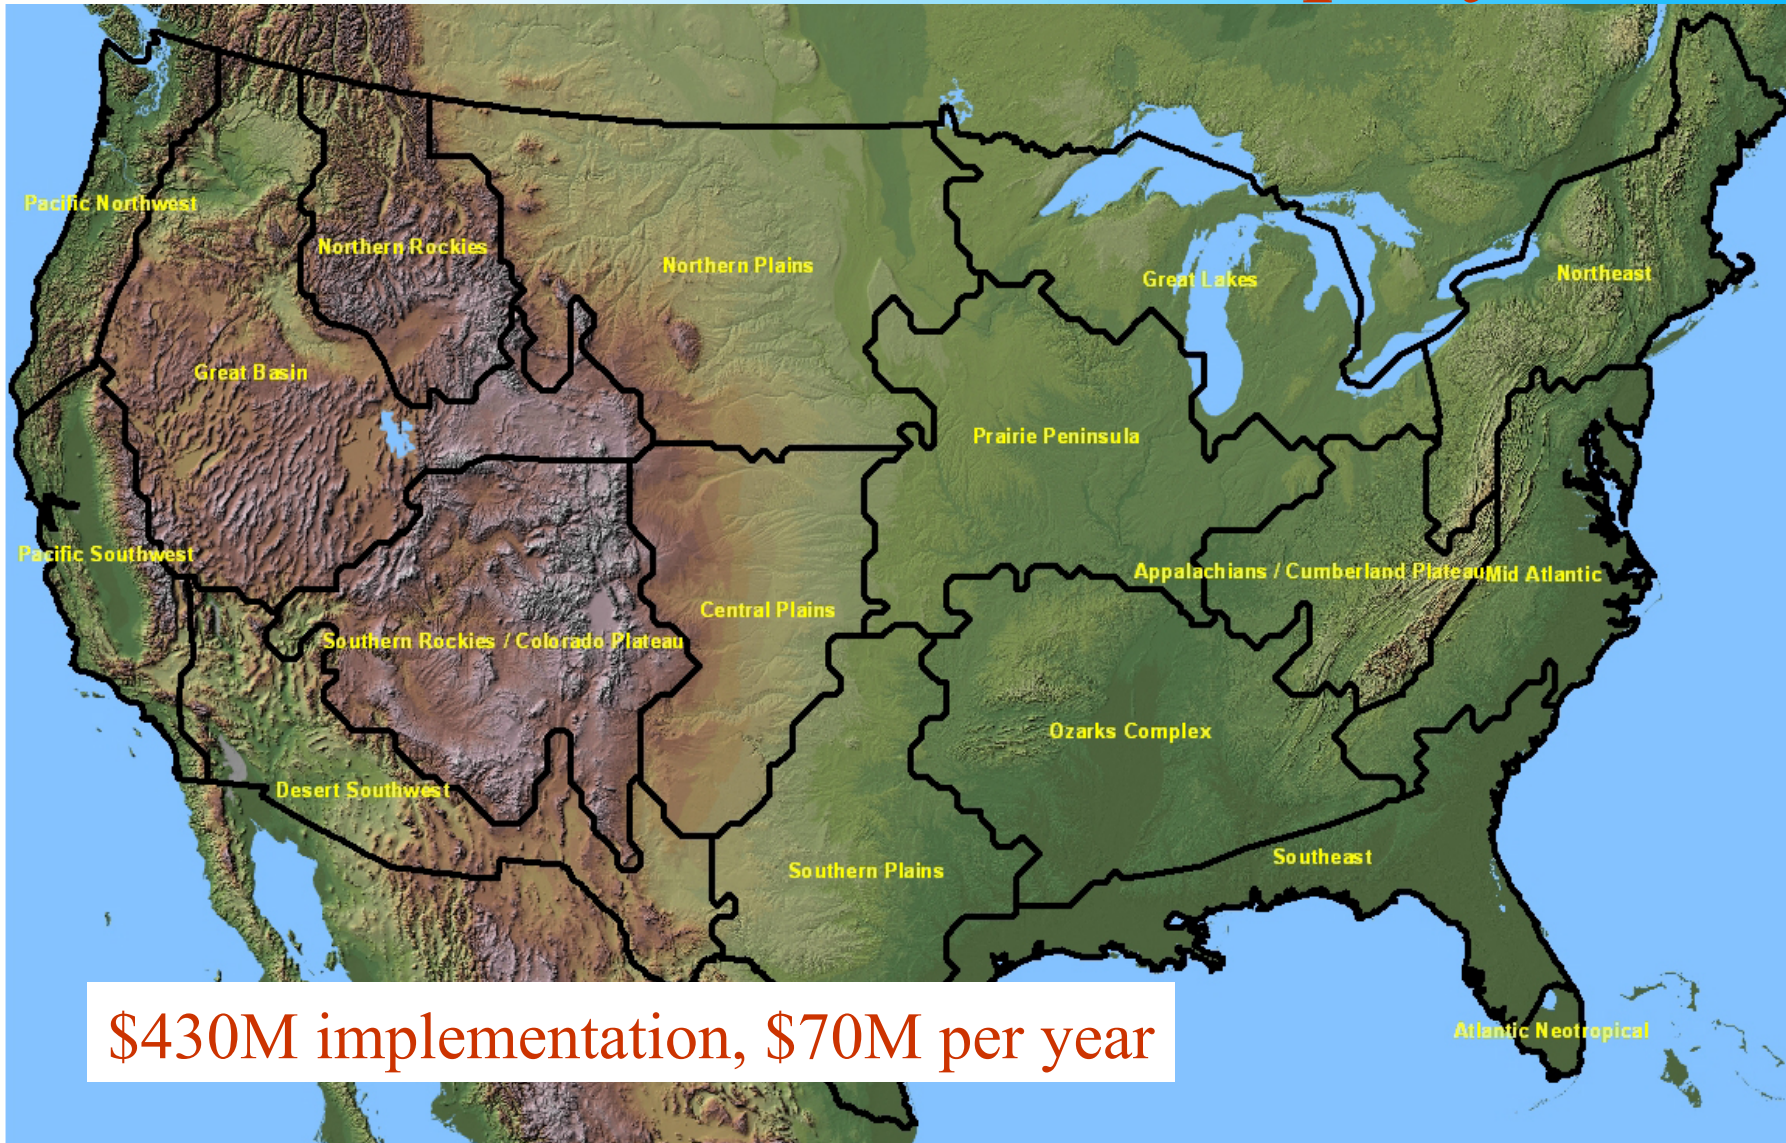 Pacific Northwest
Northern Rockies
Northern Plains
Great Lakes
Northeast
Great Basin
Prairie Peninsula
Pacific Southwest
Appalachians / Cumberland Plateau
Mid Atlantic
Central Plains
Southern Rockies / Colorado Plateau
Ozarks Complex
Desert Southwest
Southern Plains
Southeast
Atlantic Neotropical
$430M implementation, $70M per year